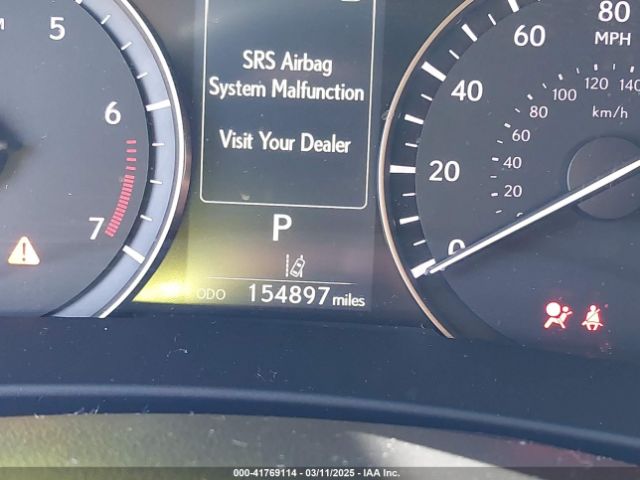 5
6
7
SRS Airbag
System Malfunction
Visit Your Dealer
P
ODO 154897 miles
80
MPH
60
40
20
0
140
120
100
km/h
80
60
40
20
000-41769114 - 03/11/2025 - IAA Inc.